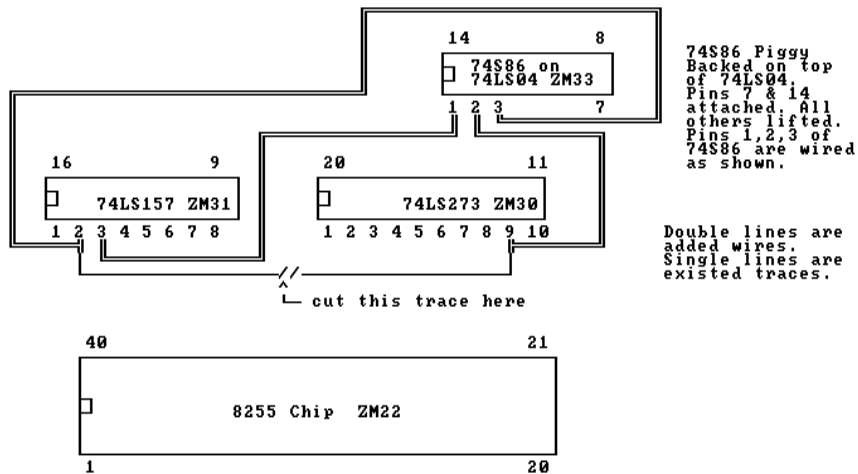 14 8
74S86 on
74LS04 ZM33
1 2 3 7
74S86 Piggy
Backed on top
of 74LS04.
Pins 7 & 14
attached. All
others lifted.
Pins 1,2,3 of
74S86 are wired
as shown.
16 9
74LS157 ZM31
1 2 3 4 5 6 7 8
20 11
74LS273 ZM30
1 2 3 4 5 6 7 8 9 10
Double lines are
added wires.
Single lines are
existed traces.
cut this trace here
40 21
8255 Chip ZM22
1 20